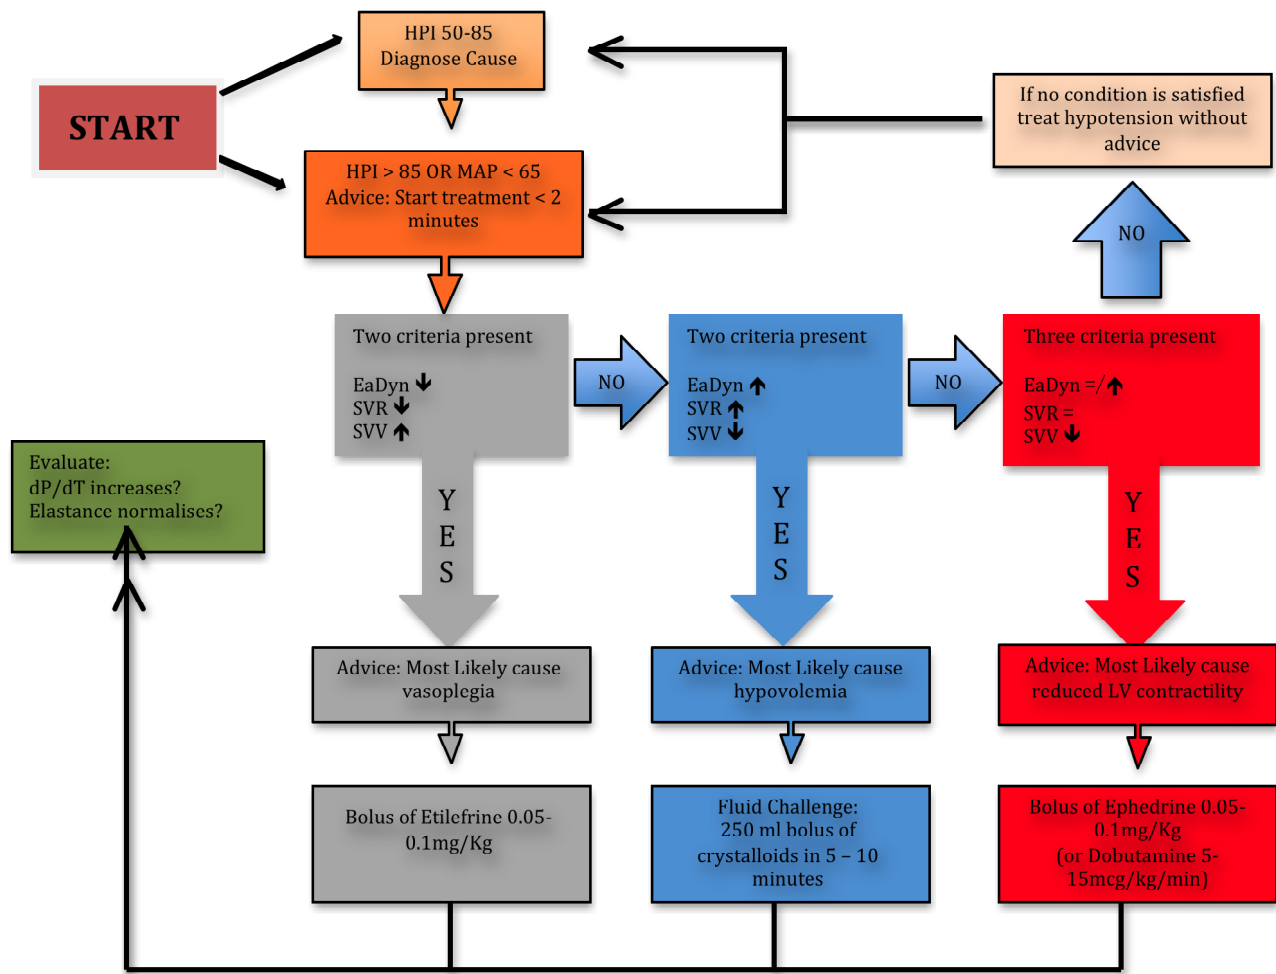 HPI 50-85
Diagnose Cause
START
If no condition is satisfied
treat hypotension without
advice
HPI > 85 OR MAP < 65
Advice: Start treatment < 2
minutes
NO
Two criteria present
EaDyn ↓
SVR ↓
SVV ↑
NO
Two criteria present
EaDyn ↑
SVR ↑
SVV ↓
NO
Three criteria present
EaDyn =/↑
SVR =
SVV ↓
Evaluate:
dP/dT increases?
Elastance normalises?
Y
E
S
Y
E
S
Y
E
S
Advice: Most Likely cause
vasoplegia
Advice: Most Likely cause
hypovolemia
Advice: Most Likely cause
reduced LV contractility
Bolus of Etilefrine 0.05-
0.1mg/Kg
Fluid Challenge:
250 ml bolus of
crystalloids in 5 – 10
minutes
Bolus of Ephedrine 0.05-
0.1mg/Kg
(or Dobutamine 5-
15mcg/kg/min)